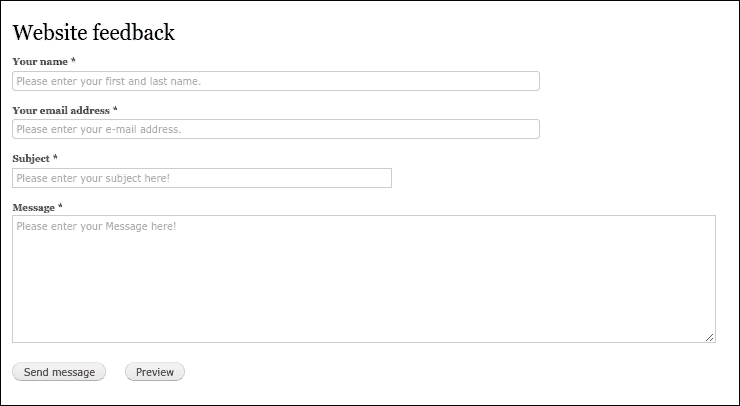 Website feedback
Your name *
Please enter your first and last name.
Your email address *
Please enter your e-mail address.
Subject *
Please enter your subject here!
Message *
Please enter your Message here!
Send message Preview